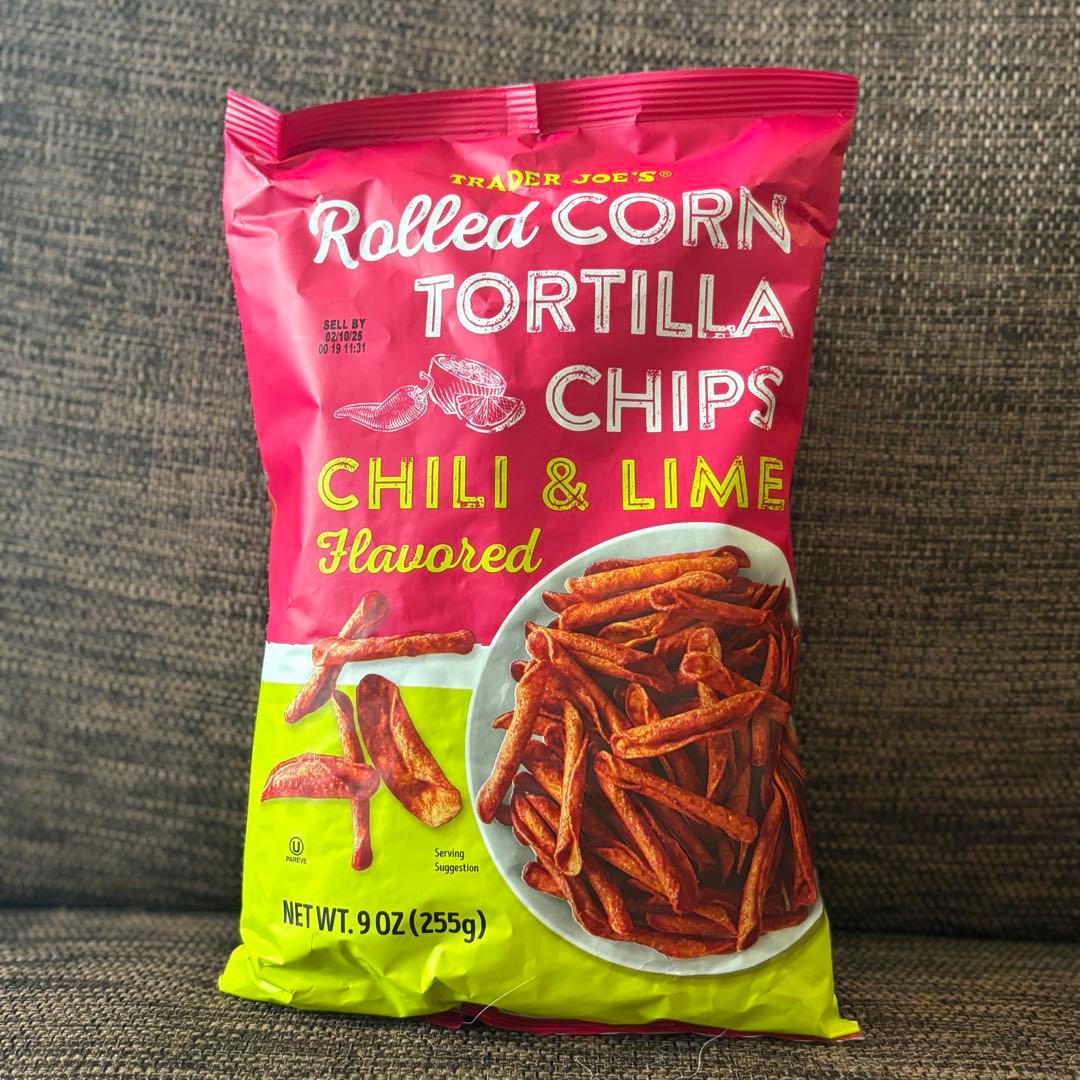 TRADER JOE'S®
Rolled CORN
TORTILLA
CHIPS
SELL BY
02/10/25
00 19 11:31
CHILI & LIME
Flavored
U
PAREVE
Serving
Suggestion
NET WT. 9 OZ (255g)